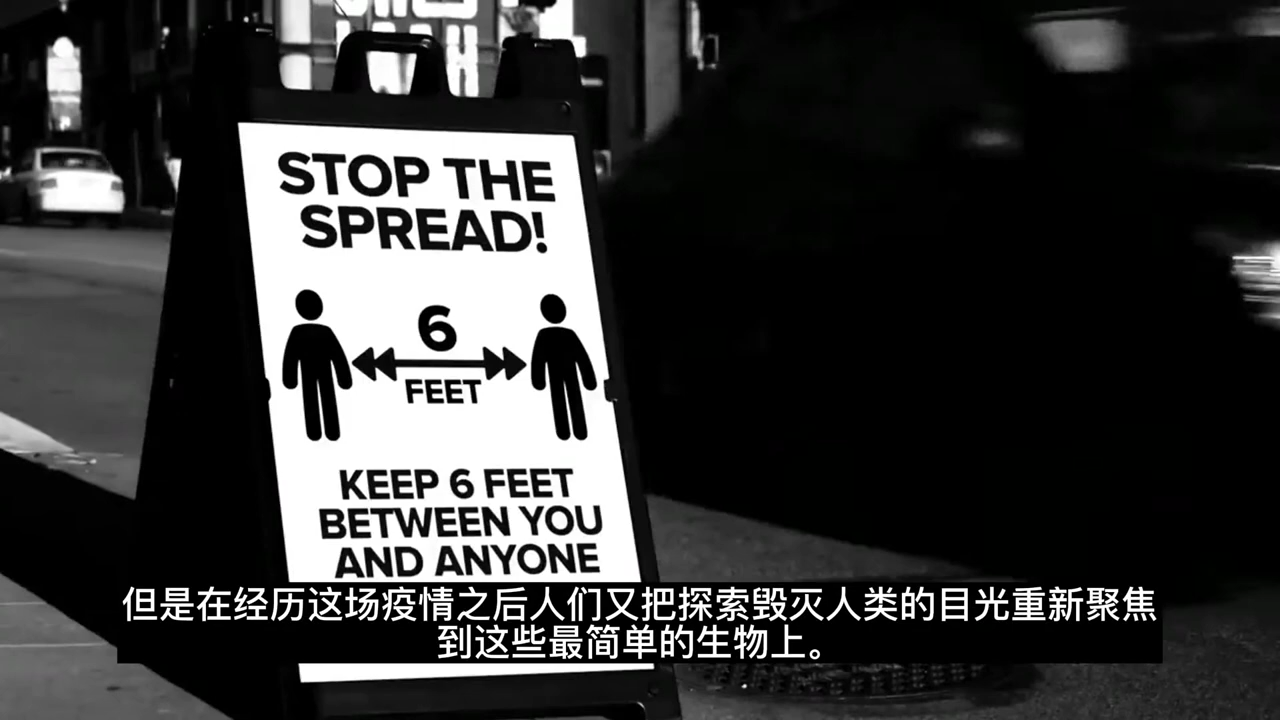 STOP THE
SPREAD!
6
FEET
KEEP 6 FEET
BETWEEN YOU
AND ANYONE
但是在经历这场疫情之后人们又把探索毁灭人类的目光重新聚焦
到这些最简单的生物上。